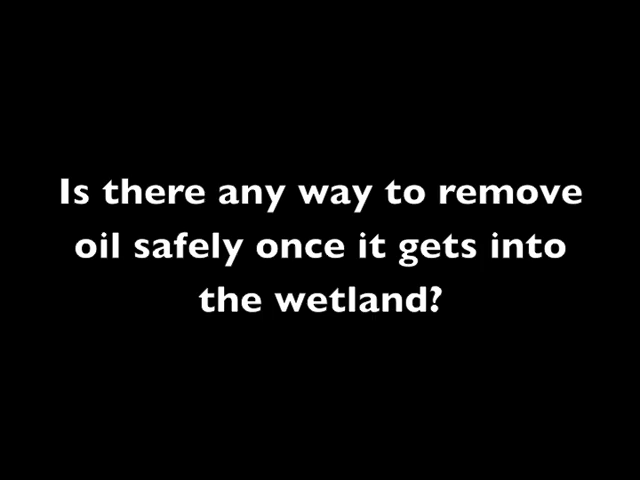 Is there any way to remove
oil safely once it gets into
the wetland?